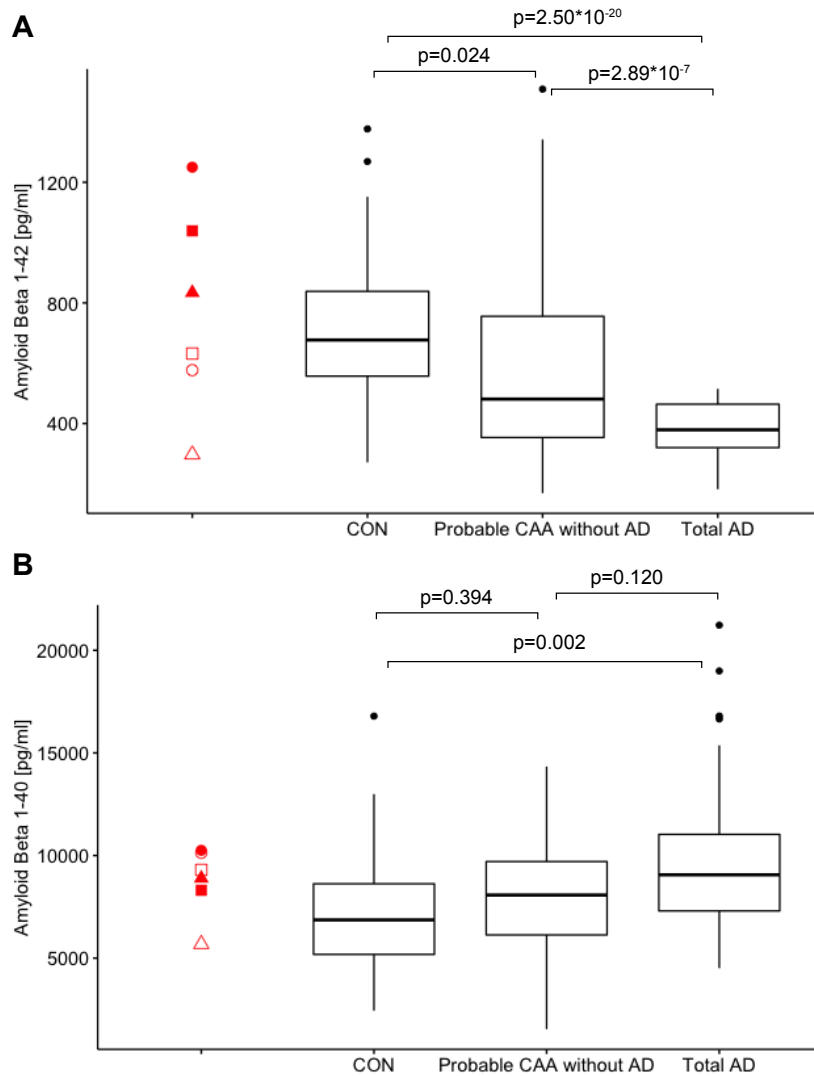 A
p=2.50*10-20
p=0.024
p=2.89*10-7
Amyloid Beta 1-42 [pg/ml]
1200
800
400
CON Probable CAA without AD Total AD
B
p=0.120
p=0.394
p=0.002
Amyloid Beta 1-40 [pg/ml]
20000
15000
10000
5000
CON Probable CAA without AD Total AD